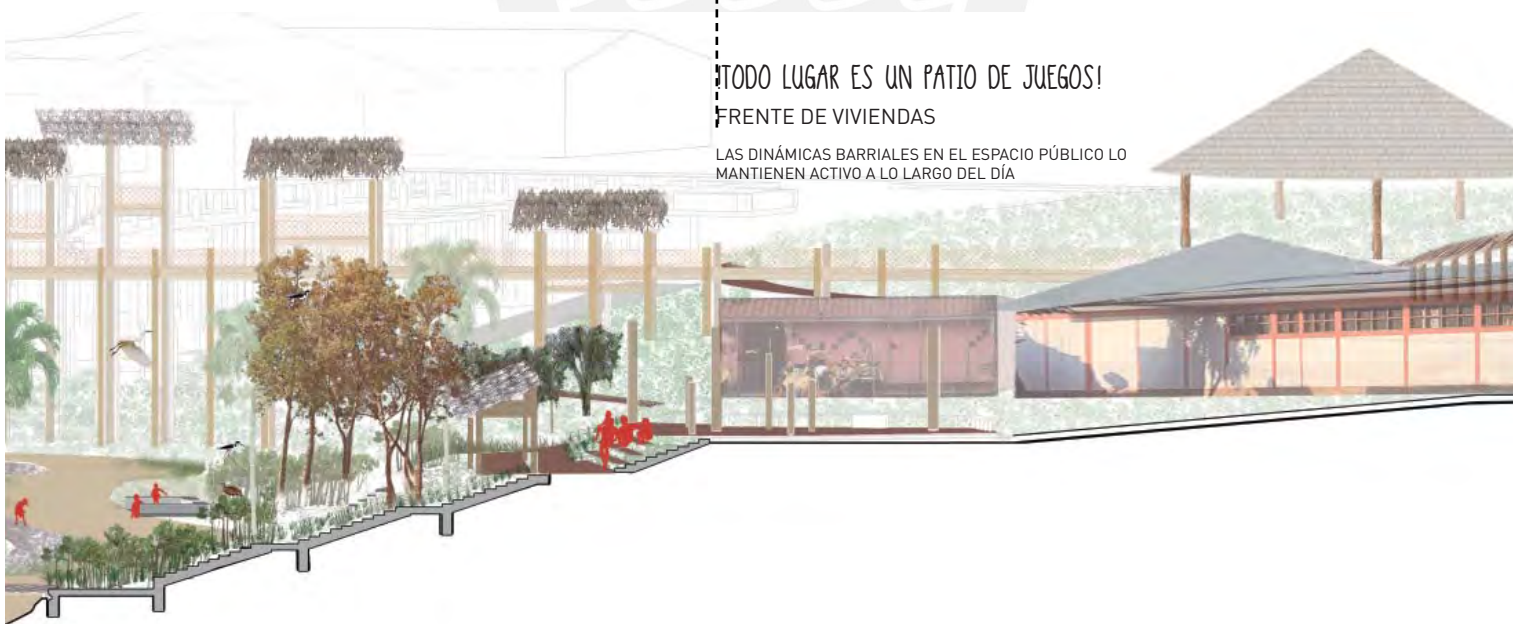 ¡TODO LUGAR ES UN PATIO DE JUEGOS!
FRENTE DE VIVIENDAS
LAS DINÁMICAS BARRIALES EN EL ESPACIO PÚBLICO LO
MANTIENEN ACTIVO A LO LARGO DEL DÍA